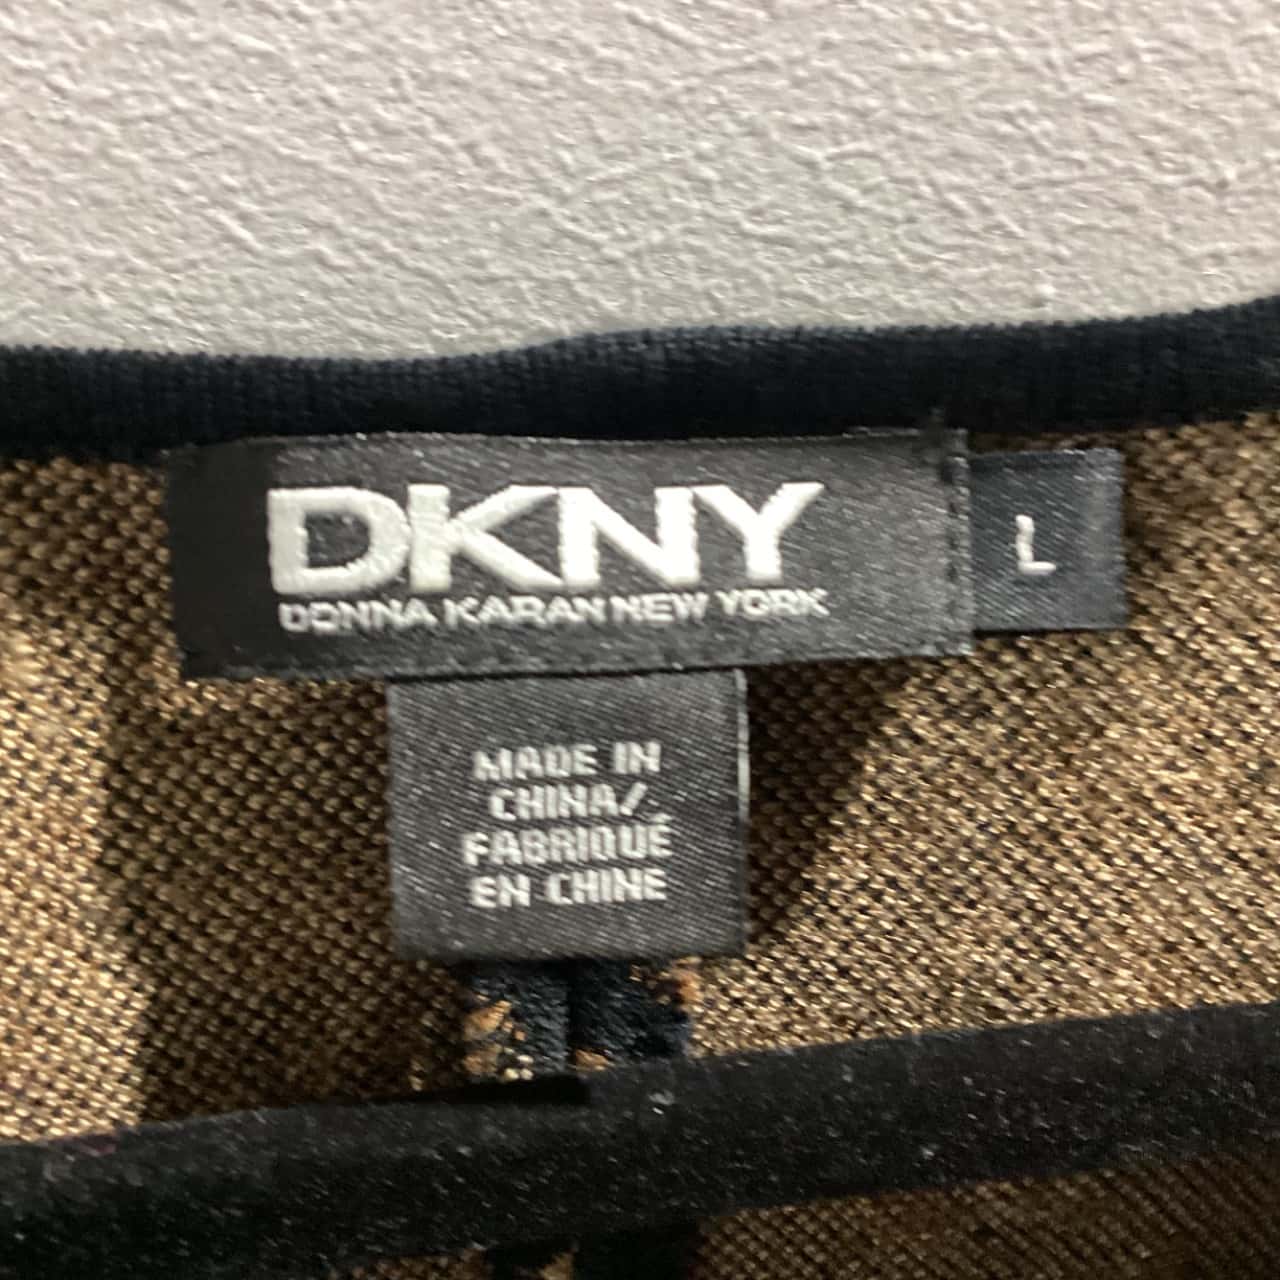 DKNY
DONNA KARAN NEW YORK
L
MADE IN
CHINA/
FABRIQUÉ
EN CHINE